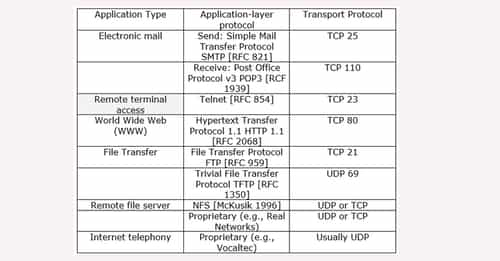 Application Type Application-layer protocol Transport Protocol
Electronic mail Send: Simple Mail Transfer Protocol SMTP [RFC 821] TCP 25
Receive: Post Office Protocol v3 POP3 [RCF 1939] TCP 110
Remote terminal access Telnet [RFC 854] TCP 23
World Wide Web (WWW) Hypertext Transfer Protocol 1.1 HTTP 1.1 [RFC 2068] TCP 80
File Transfer File Transfer Protocol FTP [RFC 959] TCP 21
Trivial File Transfer Protocol TFTP [RFC 1350] UDP 69
Remote file server NFS [McKusik 1996] UDP or TCP
Proprietary (e.g., Real Networks) UDP or TCP
Internet telephony Proprietary (e.g., Vocaltec) Usually UDP